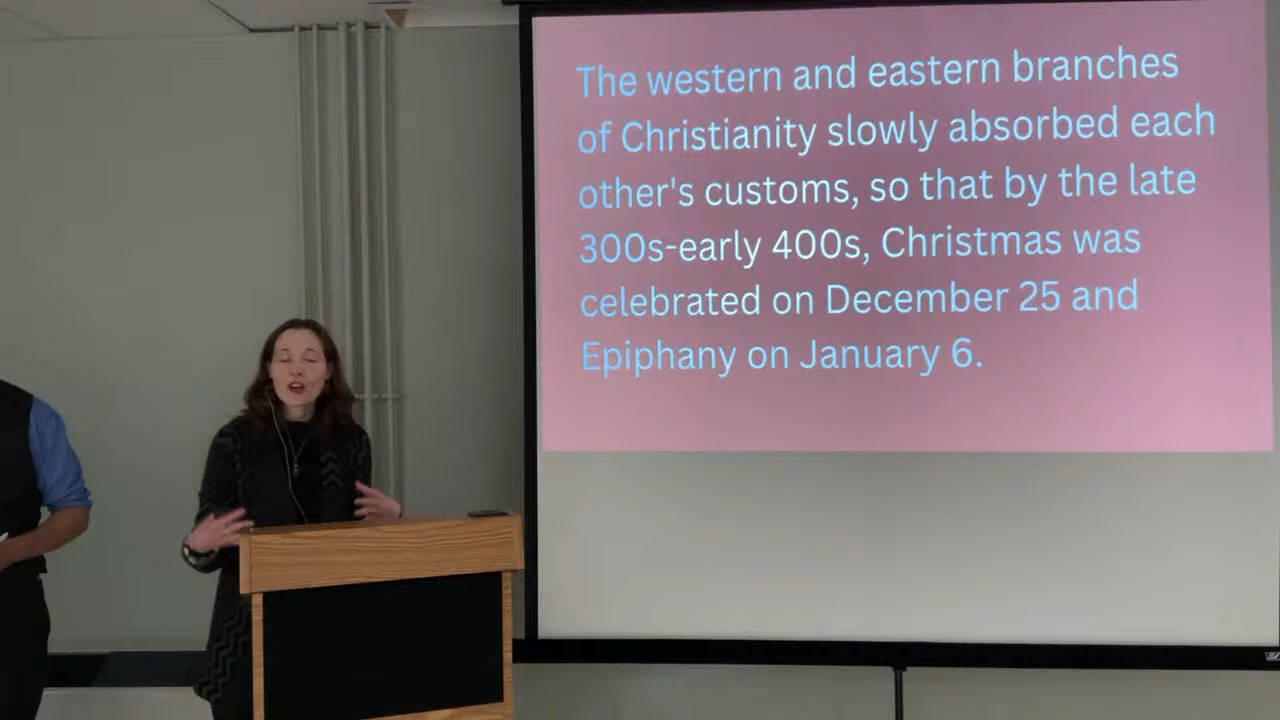 The western and eastern branches
of Christianity slowly absorbed each
other's customs, so that by the late
300s-early 400s, Christmas was
celebrated on December 25 and
Epiphany on January 6.